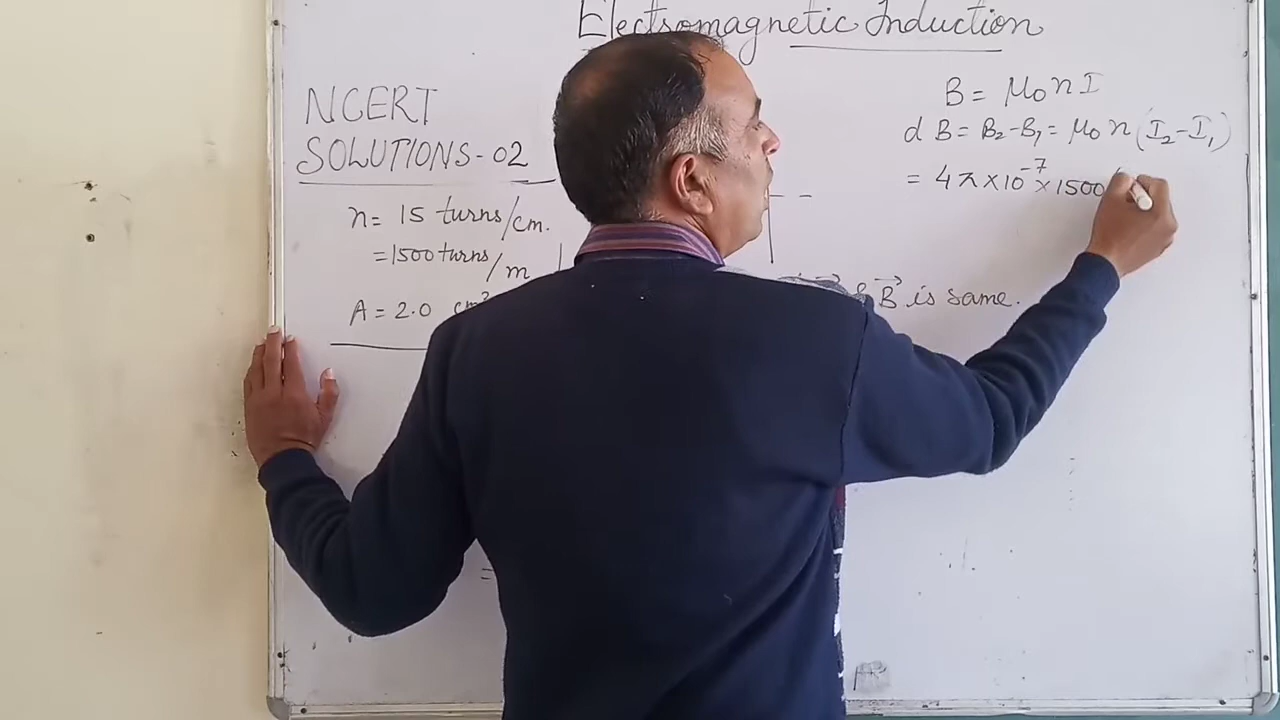 Electromagnetic Induction
NCERT
SOLUTIONS-02
n = 15 turns/cm.
=1500 turns/m
A = 2.0 cm²
B = μ₀ n I
d B = B₂-B₁ = μ₀ n (I₂-I₁)
= 4π×10⁻⁷×1500
B⃗ is same.